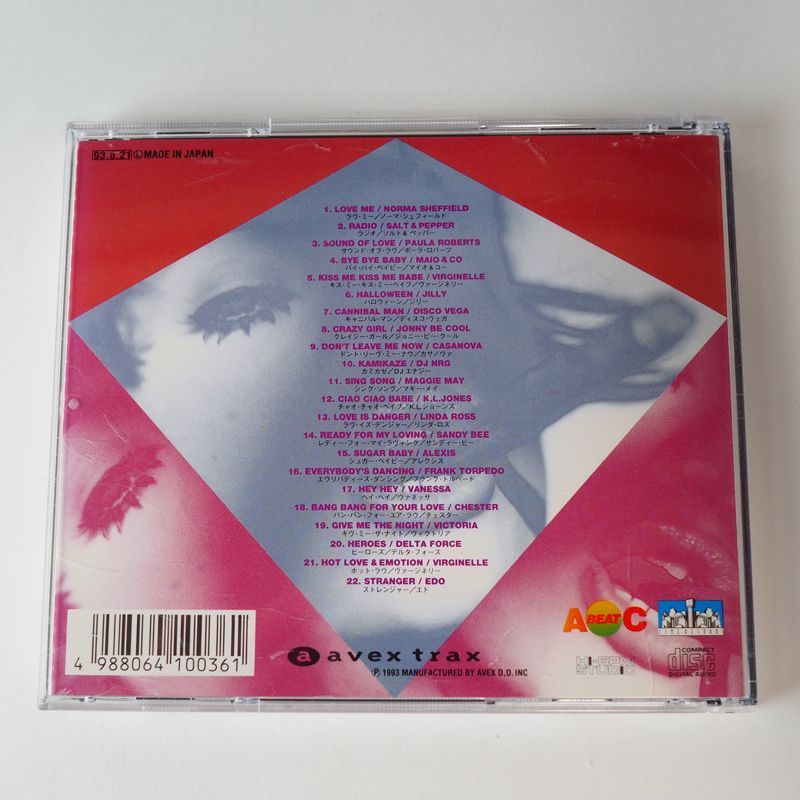 93.8.21 Ⓛ MADE IN JAPAN
1. LOVE ME / NORMA SHEFFIELD
ラヴ・ミー／ノーマ・シェフィールド
2. RADIO / SALT & PEPPER
ラジオ／ソルト＆ペッパー
3. SOUND OF LOVE / PAULA ROBERTS
サウンド・オブ・ラヴ／ポーラ・ロバーツ
4. BYE BYE BABY / MAIO & CO
バイ・バイ・ベイビー／マイオ＆コー
5. KISS ME KISS ME BABE / VIRGINELLE
キス・ミー・キス・ミー・ベイブ／ヴァージネリー
6. HALLOWEEN / JILLY
ハロウィーン／ジリー
7. CANNIBAL MAN / DISCO VEGA
キャニバル・マン／ディスコ・ヴェガ
8. CRAZY GIRL / JONNY BE COOL
クレイジー・ガール／ジョニー・ビー・クール
9. DON'T LEAVE ME NOW / CASANOVA
ドント・リーヴ・ミー・ナウ／カサノヴァ
10. KAMIKAZE / DJ NRG
カミカゼ／DJ エナジー
11. SING SONG / MAGGIE MAY
シング・ソング／マギー・メイ
12. CIAO CIAO BABE / K.L.JONES
チャオ・チャオ・ベイブ／K.L.ジョーンズ
13. LOVE IS DANGER / LINDA ROSS
ラヴ・イズ・デンジャー／リンダ・ロス
14. READY FOR MY LOVING / SANDY BEE
レディー・フォー・マイ・ラヴィング／サンディー・ビー
15. SUGAR BABY / ALEXIS
シュガー・ベイビー／アレクシス
16. EVERYBODY'S DANCING / FRANK TORPEDO
エヴリバディーズ・ダンシング／フランク・トルペード
17. HEY HEY / VANESSA
ヘイ・ヘイ／ヴァネッサ
18. BANG BANG FOR YOUR LOVE / CHESTER
バン・バン・フォー・ユア・ラヴ／チェスター
19. GIVE ME THE NIGHT / VICTORIA
ギヴ・ミー・ザ・ナイト／ヴィクトリア
20. HEROES / DELTA FORCE
ヒーローズ／デルタ・フォース
21. HOT LOVE & EMOTION / VIRGINELLE
ホット・ラヴ／ヴァージネリー
22. STRANGER / EDO
ストレンジャー／エド
A BEAT C
4 988064 100361
a avex trax
Ⓟ 1993 MANUFACTURED BY AVEX D.D. INC
HI-BPM STUDIO
COMPACT disc DIGITAL AUDIO